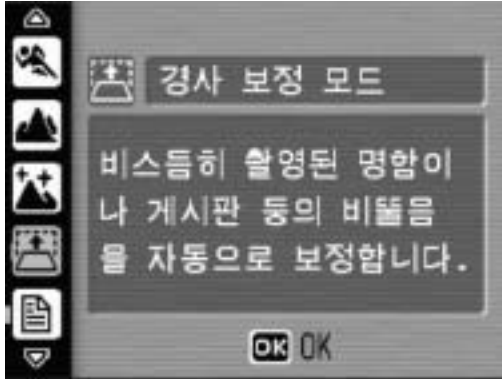 경사 보정 모드
비스듬히 촬영된 명함이
나 게시판 등의 비뚤음
을 자동으로 보정합니다.
OK OK